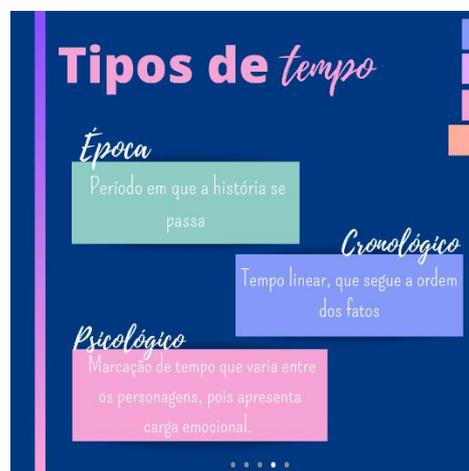 Tipos de tempo
Época
Período em que a história se
passa
Cronológico
Tempo linear, que segue a ordem
dos fatos
Psicológico
Marcação de tempo que varia entre
os personagens, pois apresenta
carga emocional.